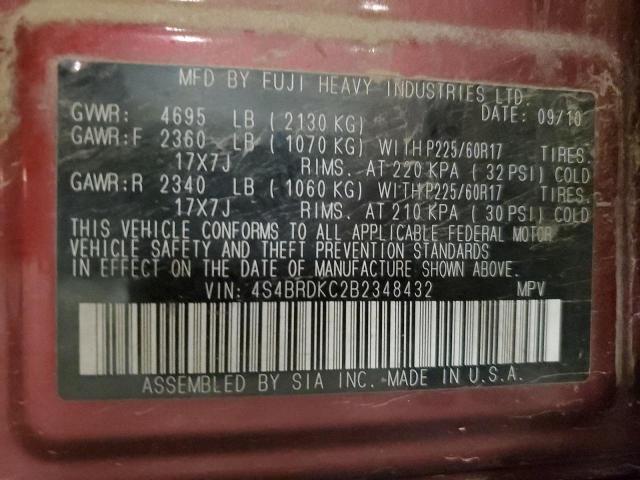 MFD BY FUJI HEAVY INDUSTRIES LTD.
GVWR: 4695 LB (2130 KG) DATE: 09/10
GAWR:F 2360 LB (1070 KG) WITH P225/60R17 TIRES.
17X7J RIMS. AT 220 KPA (32 PSI) COLD
GAWR:R 2340 LB (1060 KG) WITH P225/60R17 TIRES.
17X7J RIMS. AT 210 KPA (30 PSI) COLD
THIS VEHICLE CONFORMS TO ALL APPLICABLE FEDERAL MOTOR
VEHICLE SAFETY AND THEFT PREVENTION STANDARDS
IN EFFECT ON THE DATE OF MANUFACTURE SHOWN ABOVE.
VIN: 4S4BRDKC2B2348432 MPV
ASSEMBLED BY SIA INC. MADE IN U.S.A.